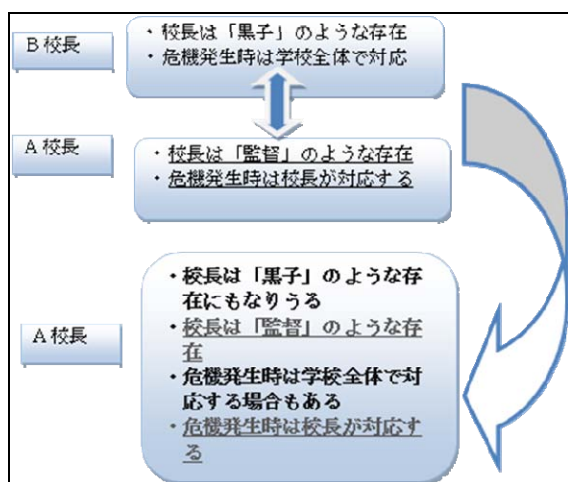 B 校長
・校長は「黒子」のような存在
・危機発生時は学校全体で対応
A 校長
・校長は「監督」のような存在
・危機発生時は校長が対応する
A 校長
・校長は「黒子」のような存
在にもなりうる
・校長は「監督」のような存
在
・危機発生時は学校全体で対
応する場合もある
・危機発生時は校長が対応す
る